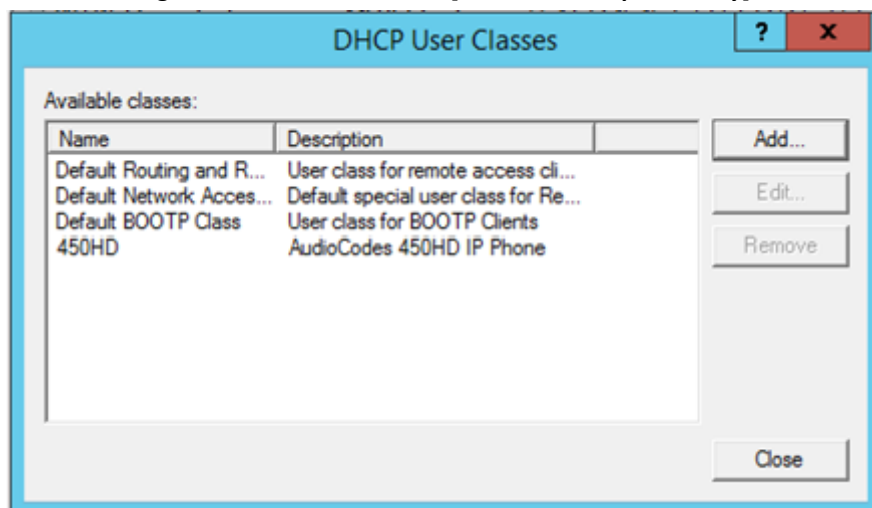 DHCP User Classes
? x
Available classes:
Name Description
Add...
Default Routing and R... User class for remote access cli...
Default Network Acces... Default special user class for Re...
Edit...
Default BOOTP Class User class for BOOTP Clients
450HD AudioCodes 450HD IP Phone
Remove
Close